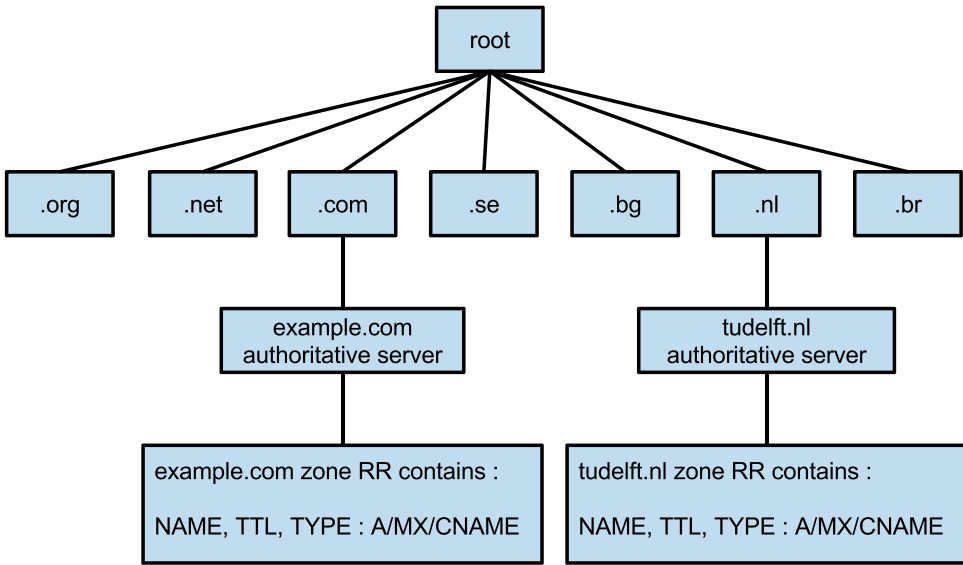 root
.org
.net
.com
.se
.bg
.nl
.br
example.com
authoritative server
tudelft.nl
authoritative server
example.com zone RR contains :
NAME, TTL, TYPE : A/MX/CNAME
tudelft.nl zone RR contains :
NAME, TTL, TYPE : A/MX/CNAME